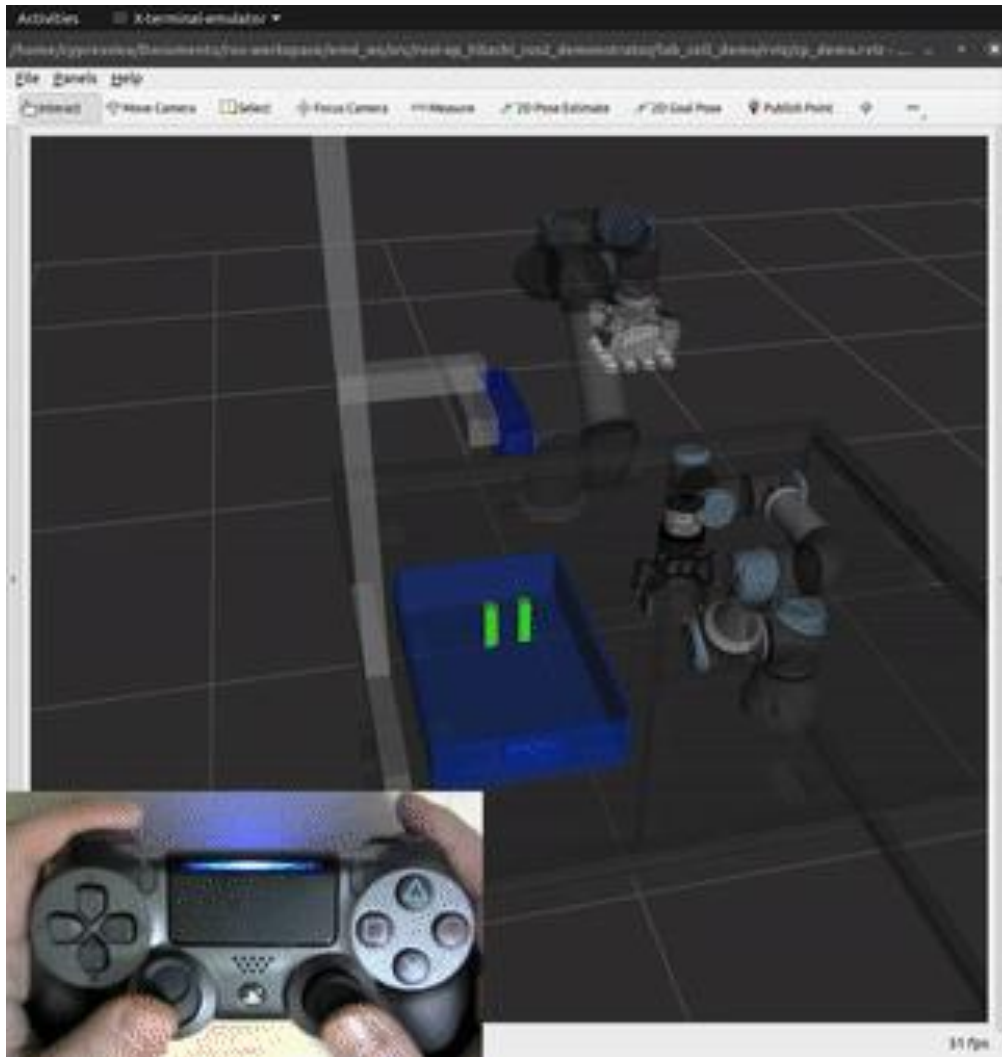 Activities X-terminal-emulator
File Panels Help
Interact Move Camera Select Focus Camera Measure 2D Pose Estimate 2D Goal Pose Publish Point
31 fps